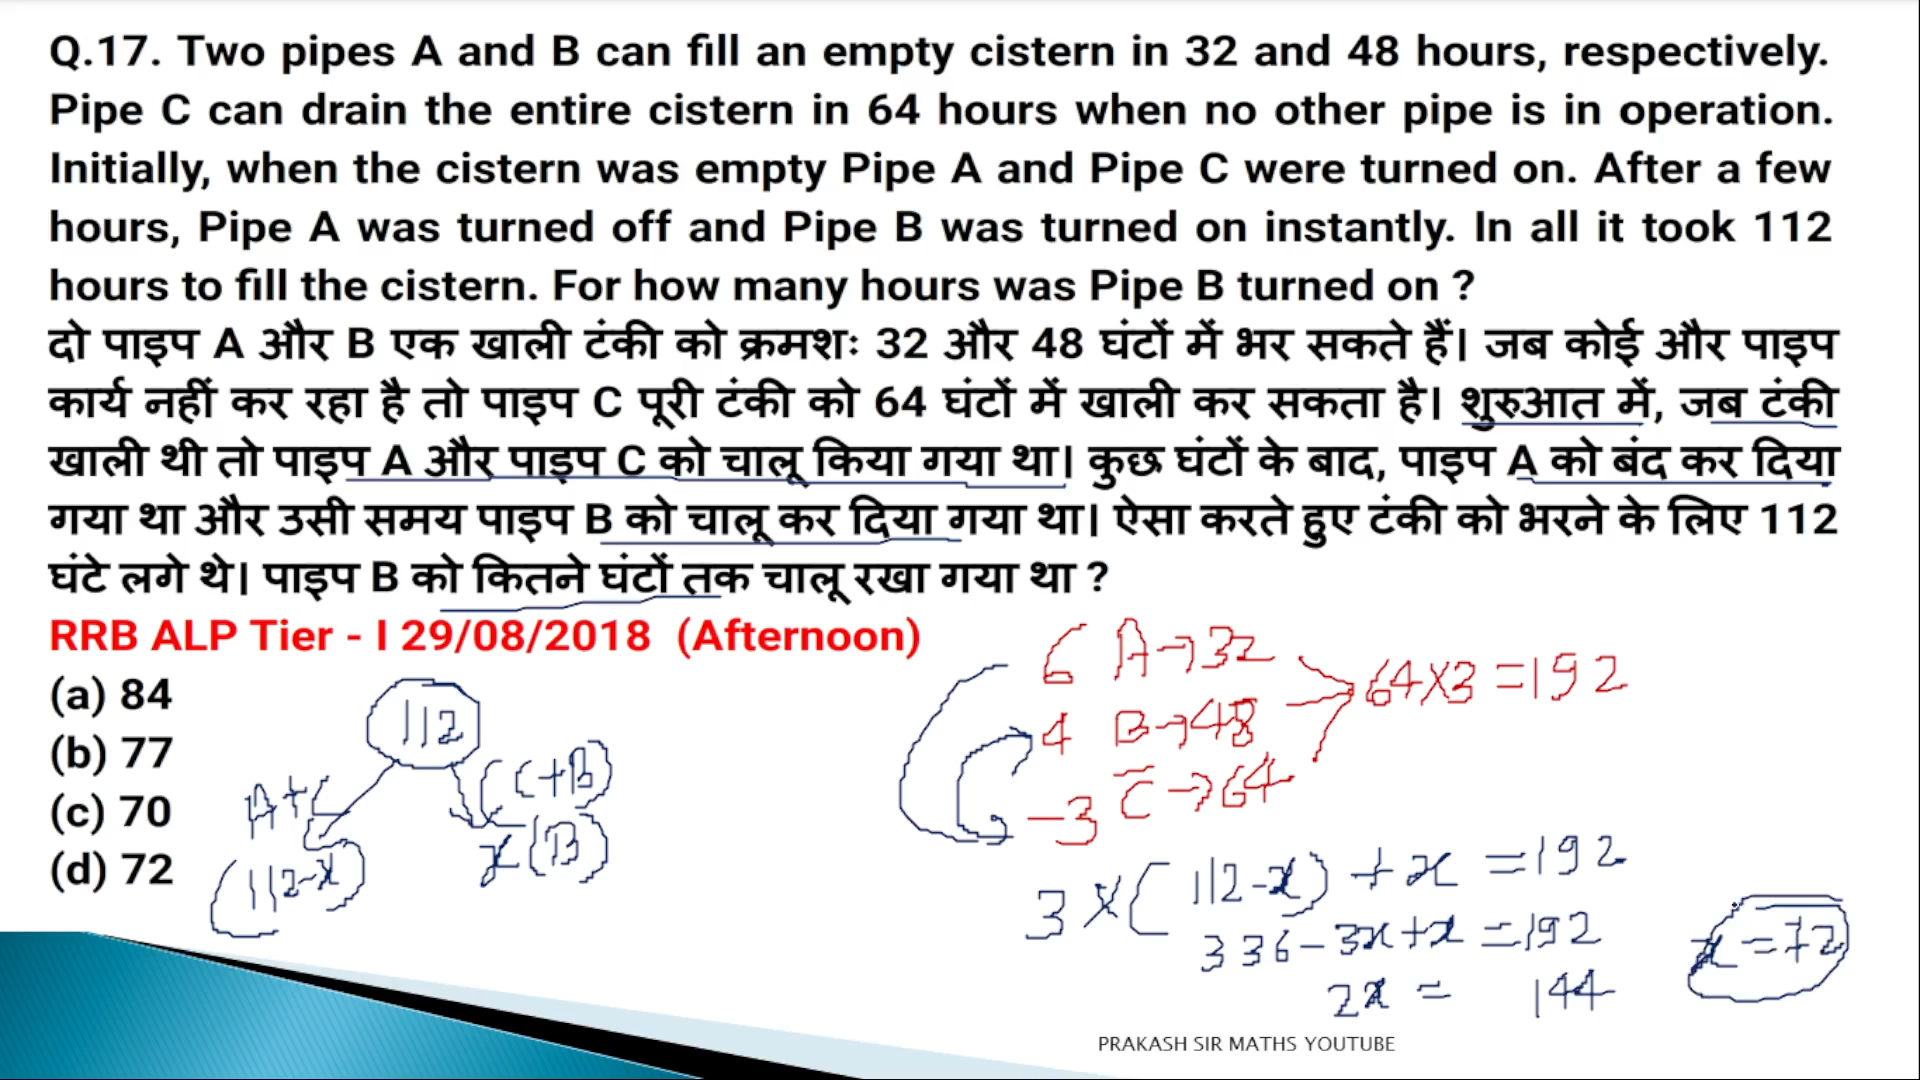 Q.17. Two pipes A and B can fill an empty cistern in 32 and 48 hours, respectively.
Pipe C can drain the entire cistern in 64 hours when no other pipe is in operation.
Initially, when the cistern was empty Pipe A and Pipe C were turned on. After a few
hours, Pipe A was turned off and Pipe B was turned on instantly. In all it took 112
hours to fill the cistern. For how many hours was Pipe B turned on ?
दो पाइप A और B एक खाली टंकी को क्रमशः 32 और 48 घंटों में भर सकते हैं। जब कोई और पाइप
कार्य नहीं कर रहा है तो पाइप C पूरी टंकी को 64 घंटों में खाली कर सकता है। शुरुआत में, जब टंकी
खाली थी तो पाइप A और पाइप C को चालू किया गया था। कुछ घंटों के बाद, पाइप A को बंद कर दिया
गया था और उसी समय पाइप B को चालू कर दिया गया था। ऐसा करते हुए टंकी को भरने के लिए 112
घंटे लगे थे। पाइप B को कितने घंटों तक चालू रखा गया था ?
RRB ALP Tier - I 29/08/2018 (Afternoon)
(a) 84
(b) 77
(c) 70
(d) 72
112
A+C
(C+B)
(112-x)
x(B)
6 A→32
4 B→48
-3 C→64
64×3=192
3×(112-x)+x=192
336-3x+x=192
2x= 144
x=72
PRAKASH SIR MATHS YOUTUBE